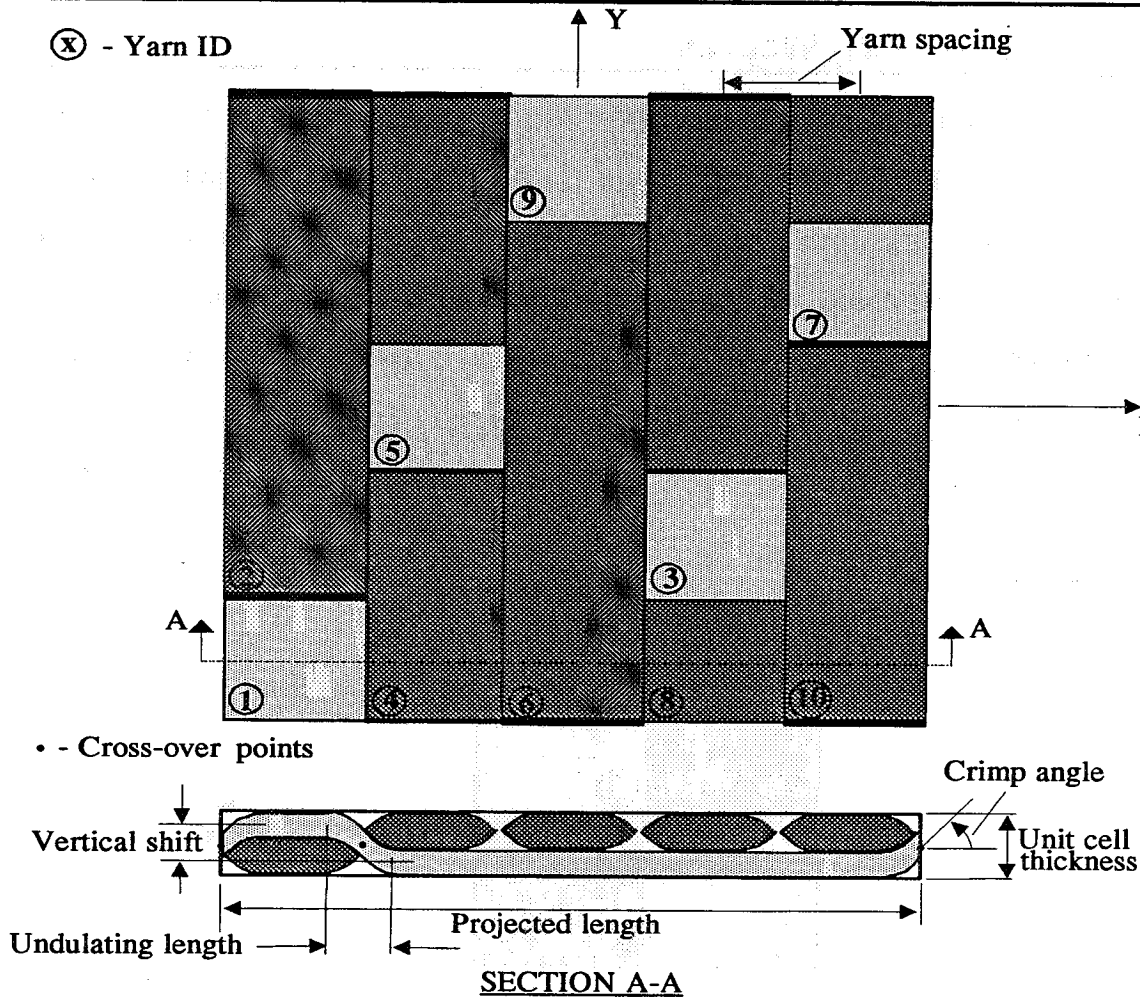 Y
ⓧ - Yarn ID
Yarn spacing
9
7
5
2
3
A
A
1
4
6
8
10
• - Cross-over points
Crimp angle
Vertical shift
Unit cell
thickness
Projected length
Undulating length
SECTION A-A